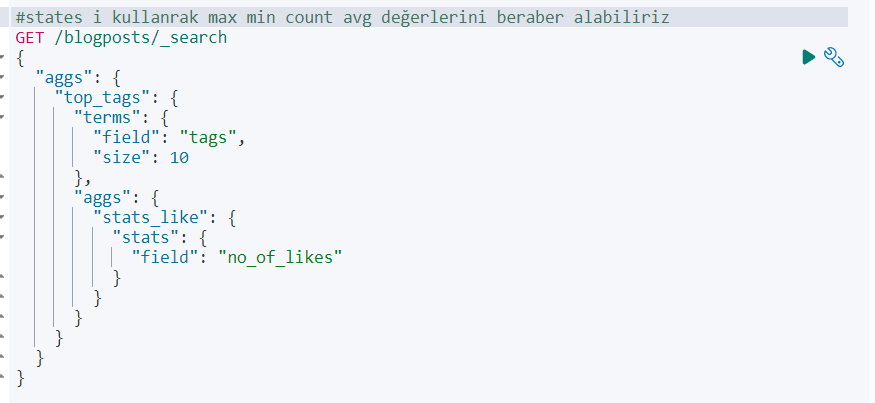 #states i kullanrak max min count avg değerlerini beraber alabiliriz
GET /blogposts/_search
{
  "aggs": {
    "top_tags": {
      "terms": {
        "field": "tags",
        "size": 10
      },
      "aggs": {
        "stats_like": {
          "stats": {
            "field": "no_of_likes"
          }
        }
      }
    }
  }
}